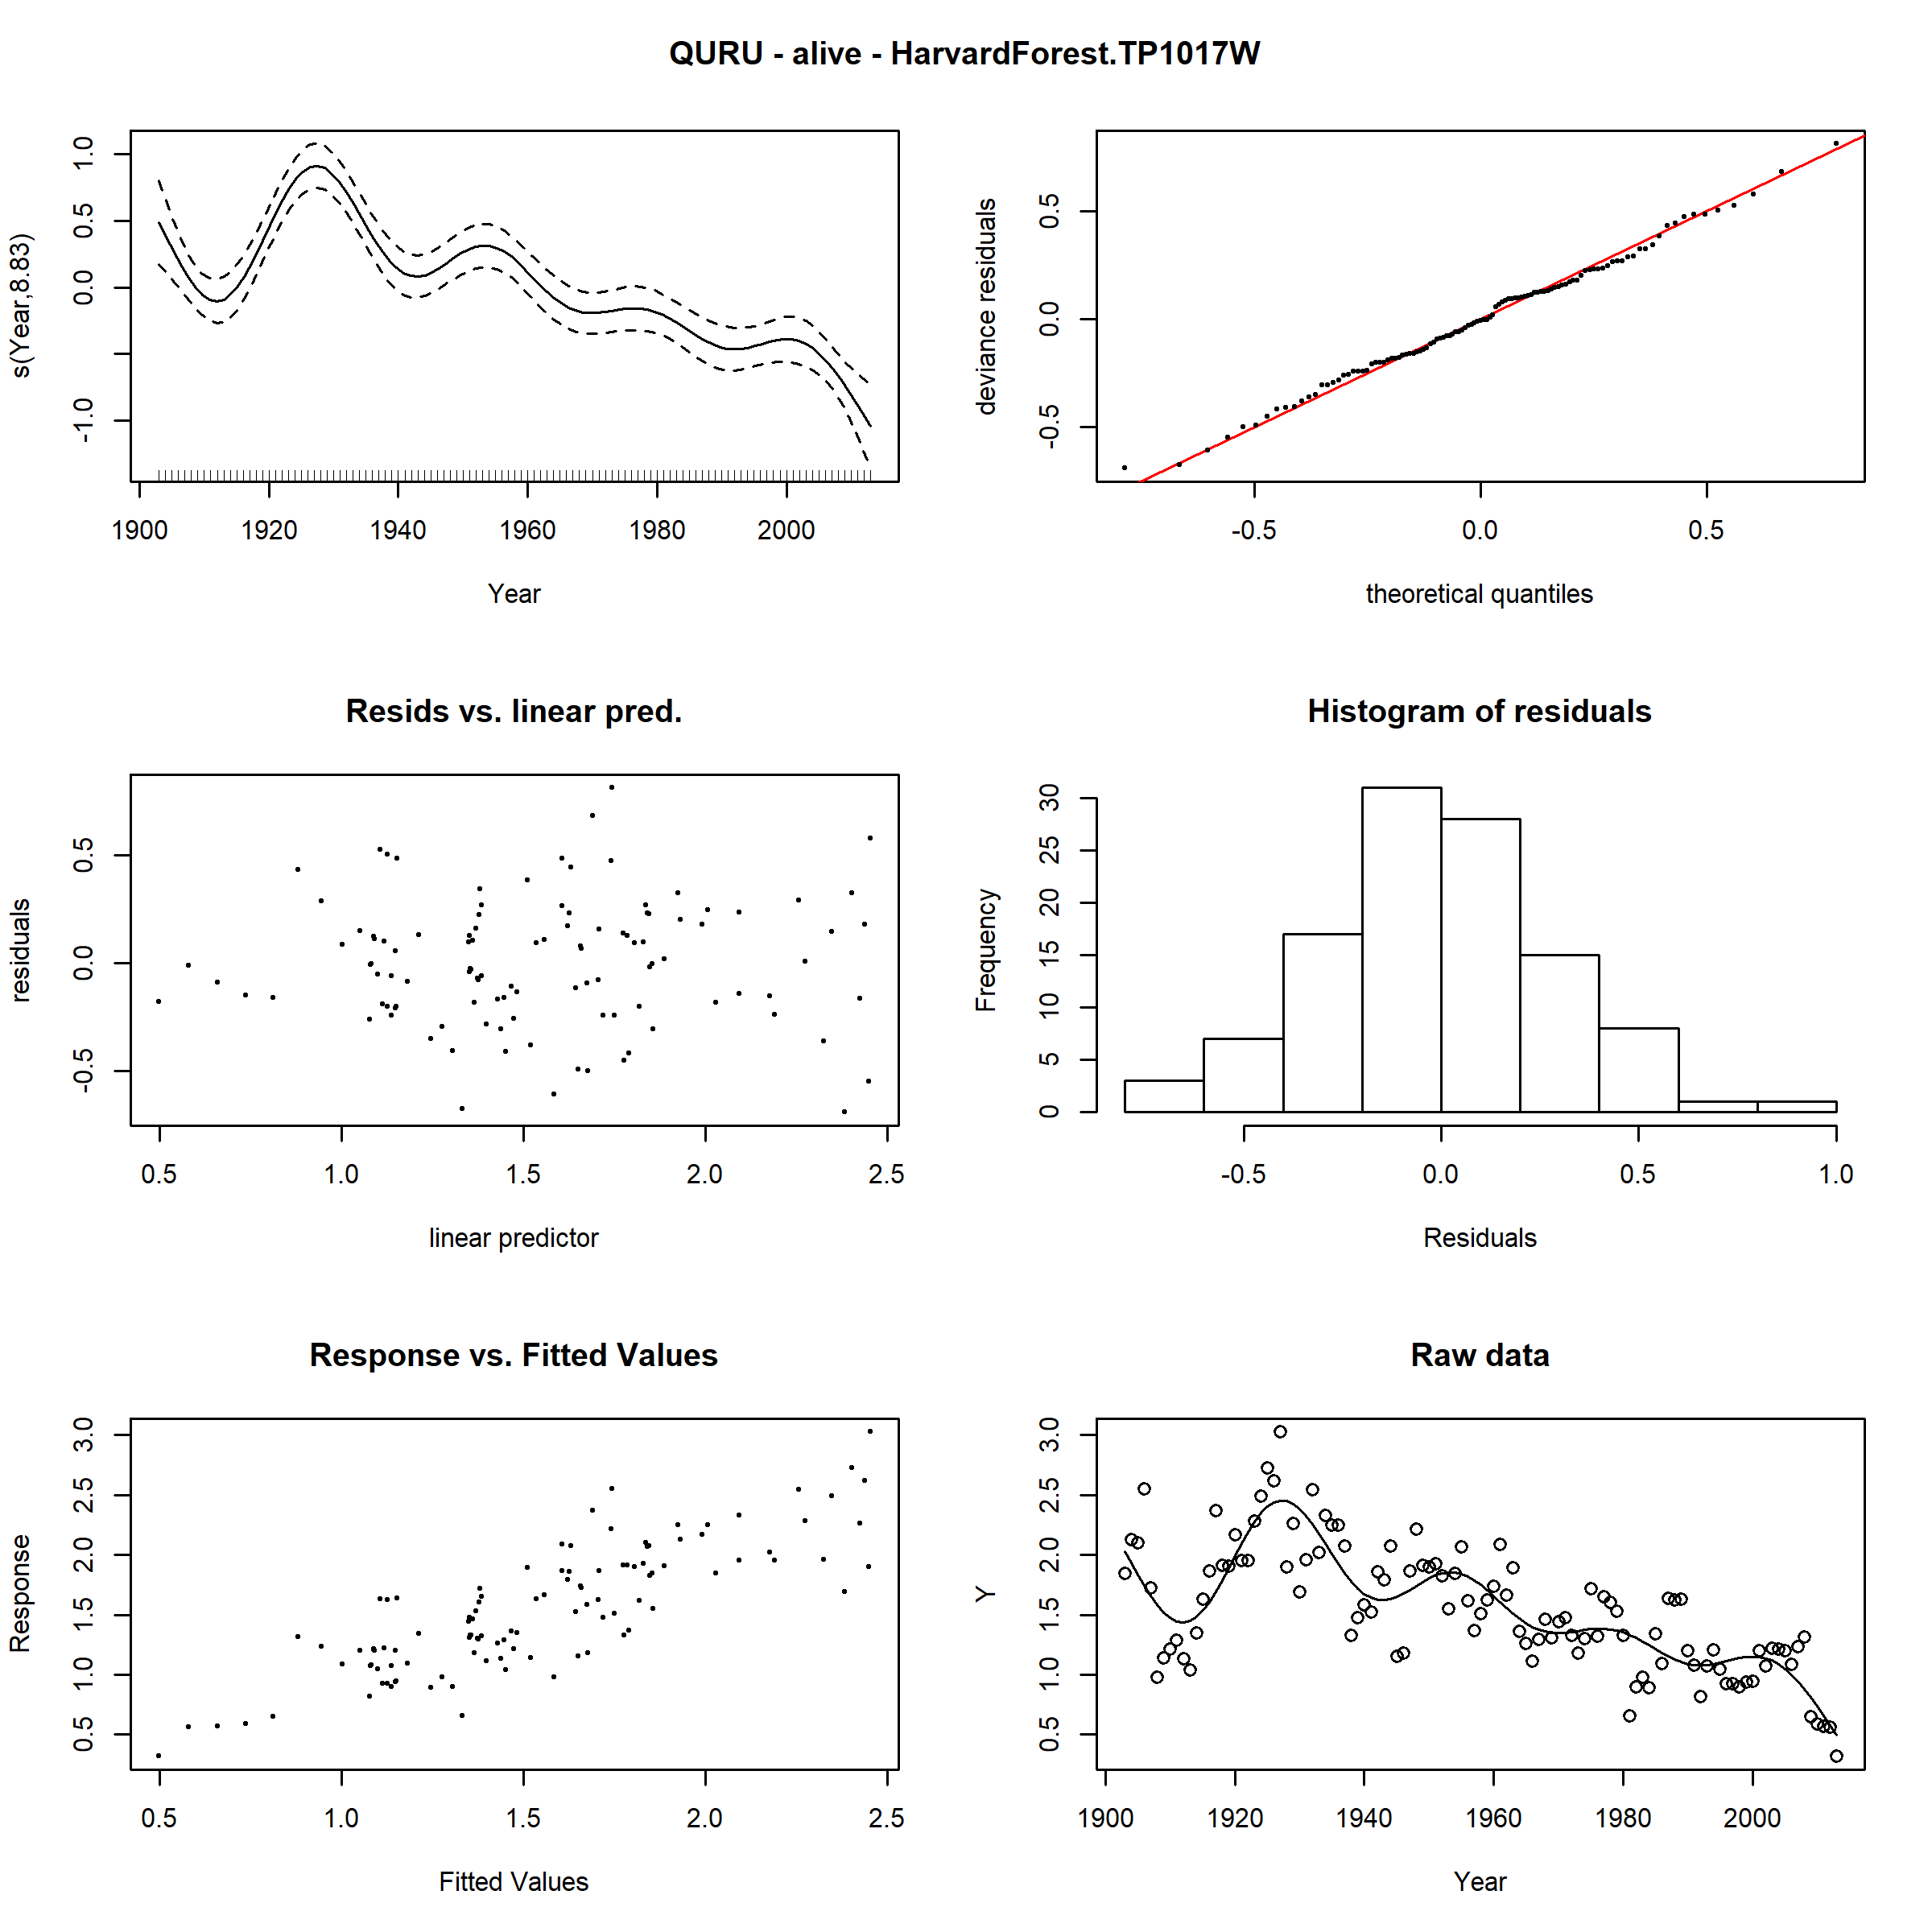 QURU - alive - HarvardForest.TP1017W
s(Year,8.83)
1.0
0.5
0.0
-1.0
1900 1920 1940 1960 1980 2000
Year
deviance residuals
0.5
0.0
-0.5
-0.5 0.0 0.5
theoretical quantiles
Resids vs. linear pred.
residuals
0.5
0.0
-0.5
0.5 1.0 1.5 2.0 2.5
linear predictor
Histogram of residuals
Frequency
30
25
20
15
10
5
0
-0.5 0.0 0.5 1.0
Residuals
Response vs. Fitted Values
Response
3.0
2.5
2.0
1.5
1.0
0.5
0.5 1.0 1.5 2.0 2.5
Fitted Values
Raw data
Y
3.0
2.5
2.0
1.5
1.0
0.5
1900 1920 1940 1960 1980 2000
Year